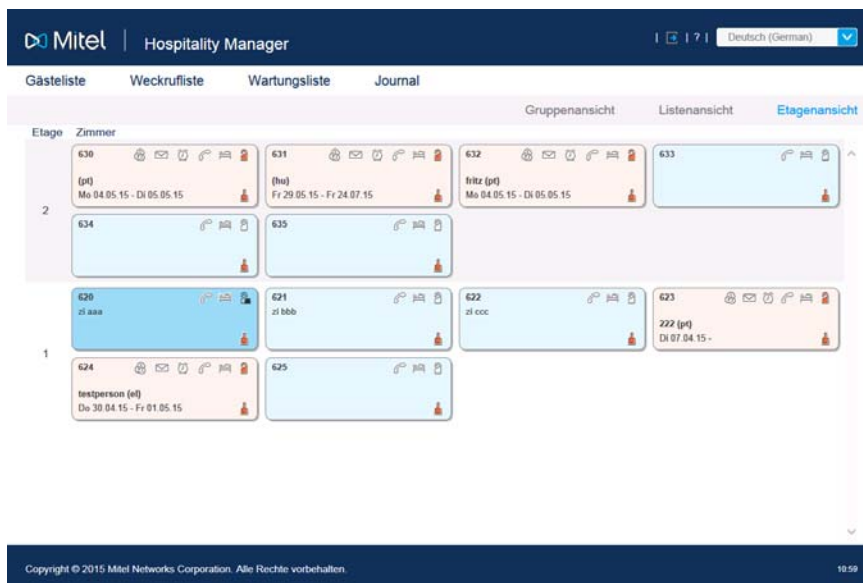 Mitel | Hospitality Manager
| | ? | Deutsch (German)
Gästeliste Weckrufliste Wartungsliste Journal
Gruppenansicht Listenansicht Etagenansicht
Etage Zimmer
2
630
(pt)
Mo 04.05.15 - Di 05.05.15
631
(hu)
Fr 29.05.15 - Fr 24.07.15
632
fritz (pt)
Mo 04.05.15 - Di 05.05.15
633
634
635
1
620
zi aaa
621
zi bbb
622
zi ccc
623
222 (pt)
Di 07.04.15 -
624
testperson (el)
Do 30.04.15 - Fr 01.05.15
625
Copyright © 2015 Mitel Networks Corporation. Alle Rechte vorbehalten. 10:59